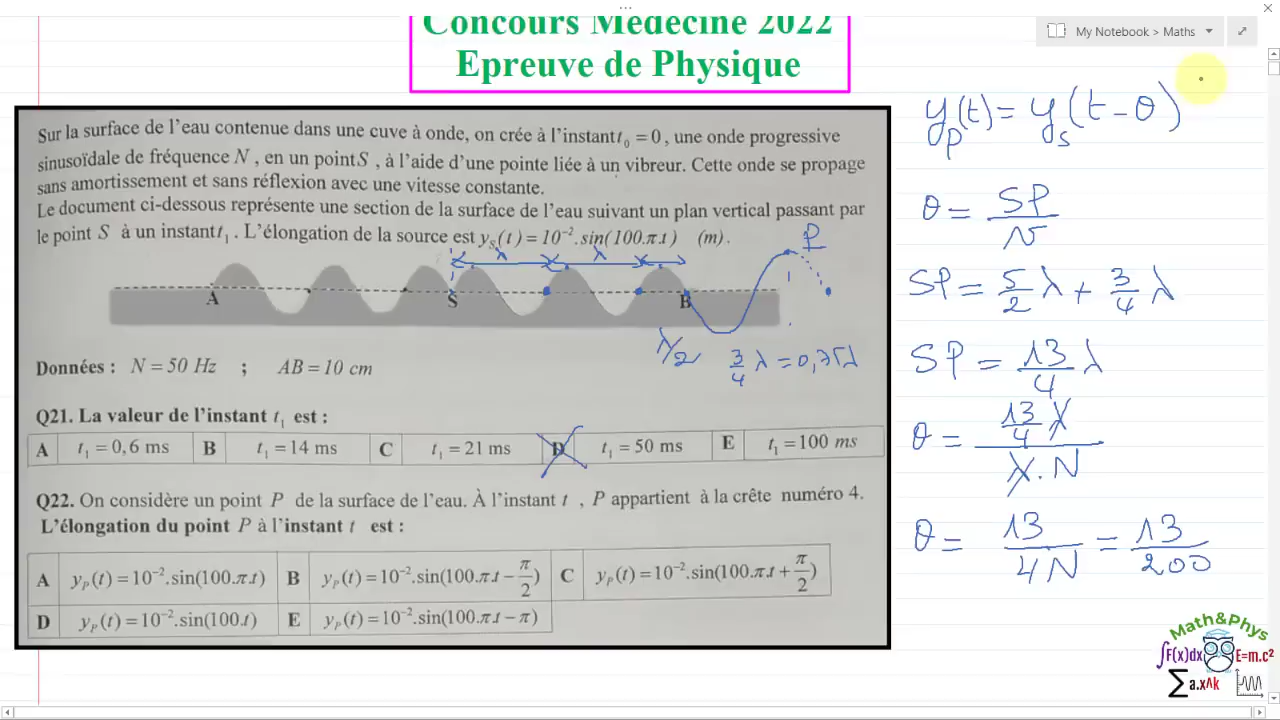 Concours Médecine 2022
Epreuve de Physique
My Notebook > Maths
Sur la surface de l'eau contenue dans une cuve à onde, on crée à l'instant t₀ = 0, une onde progressive
sinusoïdale de fréquence N, en un point S, à l'aide d'une pointe liée à un vibreur. Cette onde se propage
sans amortissement et sans réflexion avec une vitesse constante.
Le document ci-dessous représente une section de la surface de l'eau suivant un plan vertical passant par
le point S à un instant t₁. L'élongation de la source est y_S(t) = 10⁻².sin(100.π.t) (m).
λ λ P
A S B
λ/2 3/4 λ = 0,75λ
Données : N = 50 Hz ; AB = 10 cm
Q21. La valeur de l'instant t₁ est :
A t₁ = 0,6 ms B t₁ = 14 ms C t₁ = 21 ms D t₁ = 50 ms E t₁ = 100 ms
Q22. On considère un point P de la surface de l'eau. À l'instant t, P appartient à la crête numéro 4.
L'élongation du point P à l'instant t est :
A y_P(t) = 10⁻².sin(100.π.t) B y_P(t) = 10⁻².sin(100.π.t − π/2) C y_P(t) = 10⁻².sin(100.π.t + π/2)
D y_P(t) = 10⁻².sin(100.t) E y_P(t) = 10⁻².sin(100.π.t − π)
y_P(t) = y_S(t − θ)
θ = SP/v
SP = 5/2 λ + 3/4 λ
SP = 13/4 λ
θ = (13/4 λ)/(λ.N)
θ = 13/4N = 13/200
Math&Phys
∫F(x)dx E=m.c²
∑ a.x^k